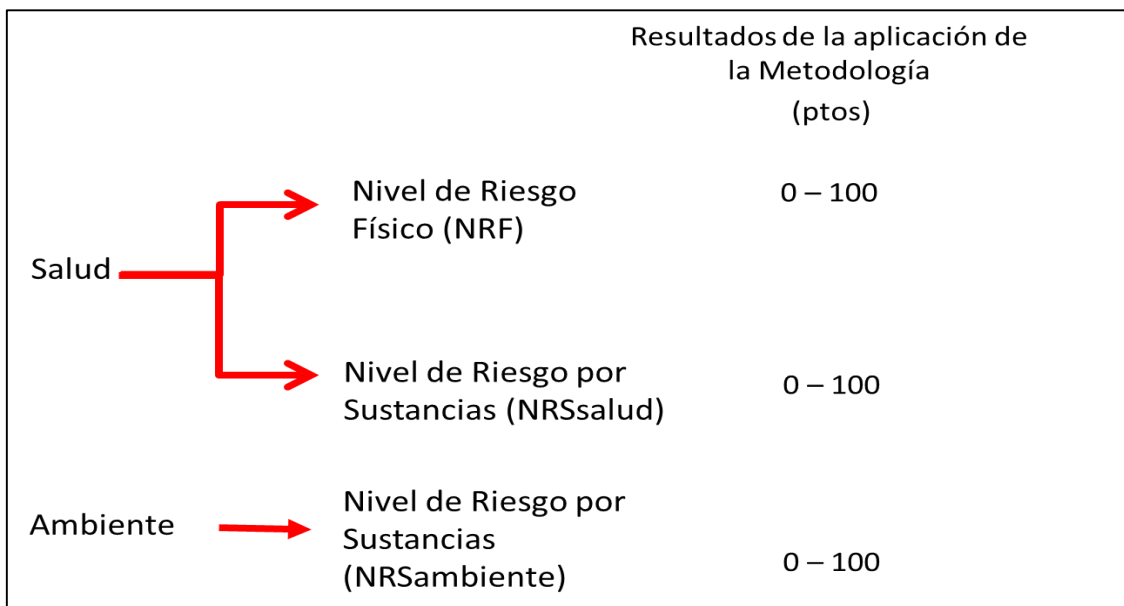 Resultados de la aplicación de
la Metodología
(ptos)
Salud
Nivel de Riesgo
Físico (NRF)
0 – 100
Nivel de Riesgo por
Sustancias (NRSsalud)
0 – 100
Ambiente
Nivel de Riesgo por
Sustancias
(NRSambiente)
0 – 100